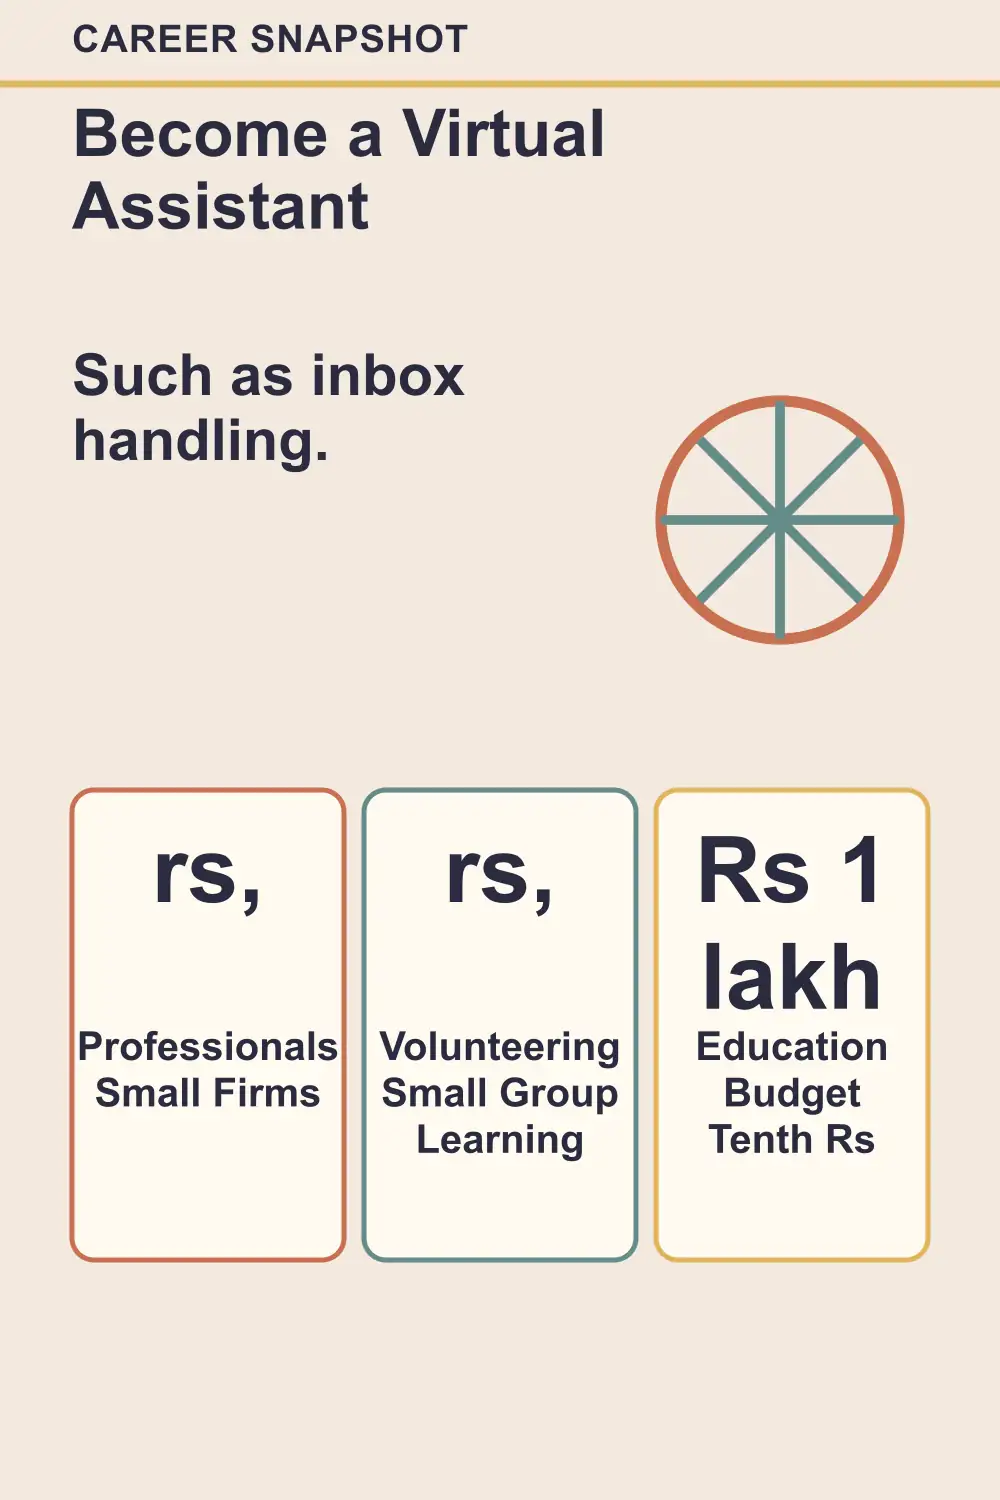 CAREER SNAPSHOT
Become a Virtual
Assistant
Such as inbox
handling.
rs,
Professionals
Small Firms
rs,
Volunteering
Small Group
Learning
Rs 1
lakh
Education
Budget
Tenth Rs